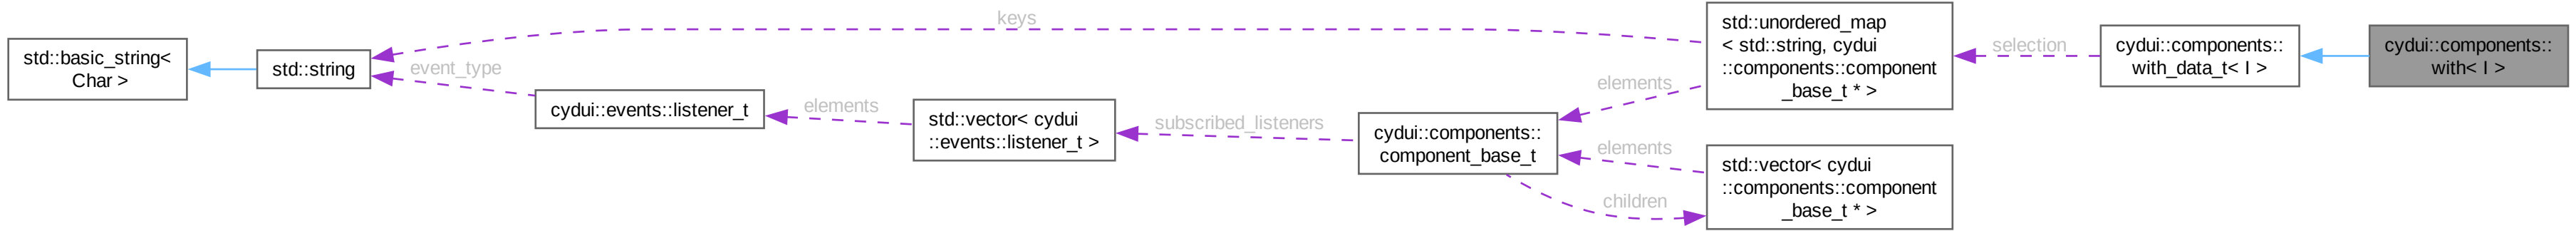 std::basic_string<
Char >
std::string
keys
event_type
cydui::events::listener_t
elements
std::vector< cydui
::events::listener_t >
subscribed_listeners
cydui::components::
component_base_t
elements
elements
children
std::unordered_map
< std::string, cydui
::components::component
_base_t * >
std::vector< cydui
::components::component
_base_t * >
selection
cydui::components::
with_data_t< I >
cydui::components::
with< I >